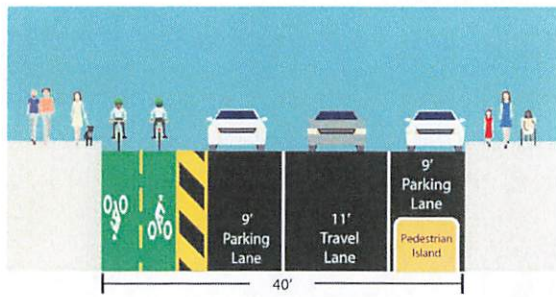 9'
Parking
Lane
11'
Travel
Lane
9'
Parking
Lane
Pedestrian
Island
40'